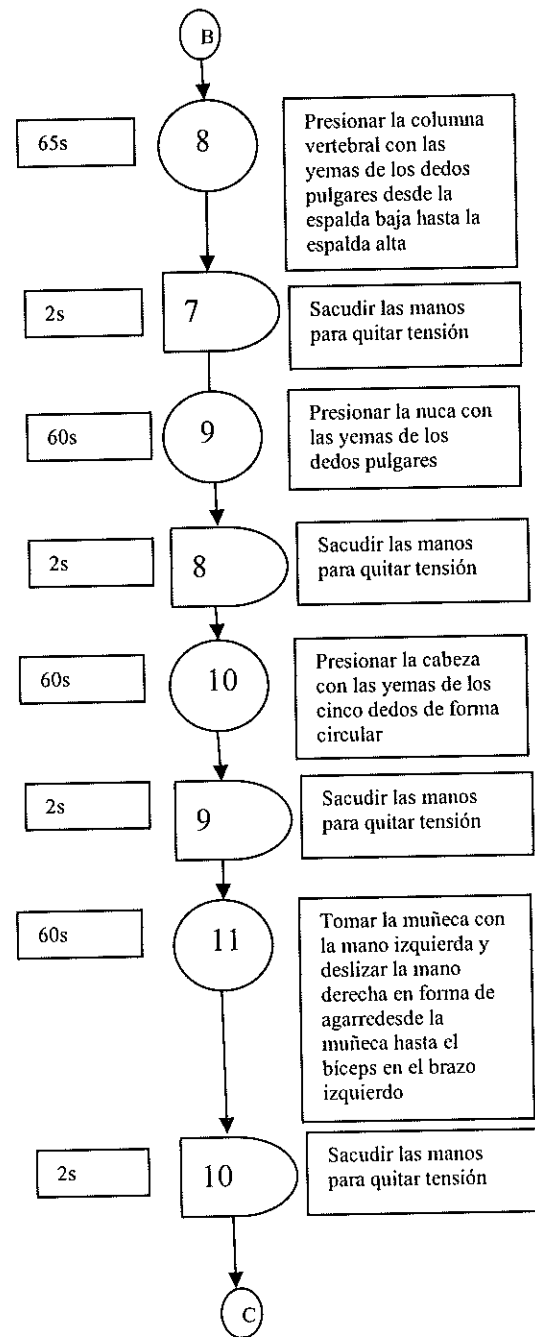 B
65s
8
Presionar la columna
vertebral con las
yemas de los dedos
pulgares desde la
espalda baja hasta la
espalda alta
2s
7
Sacudir las manos
para quitar tensión
60s
9
Presionar la nuca con
las yemas de los
dedos pulgares
2s
8
Sacudir las manos
para quitar tensión
60s
10
Presionar la cabeza
con las yemas de los
cinco dedos de forma
circular
2s
9
Sacudir las manos
para quitar tensión
60s
11
Tomar la muñeca con
la mano izquierda y
deslizar la mano
derecha en forma de
agarredesde la
muñeca hasta el
bíceps en el brazo
izquierdo
2s
10
Sacudir las manos
para quitar tensión
C